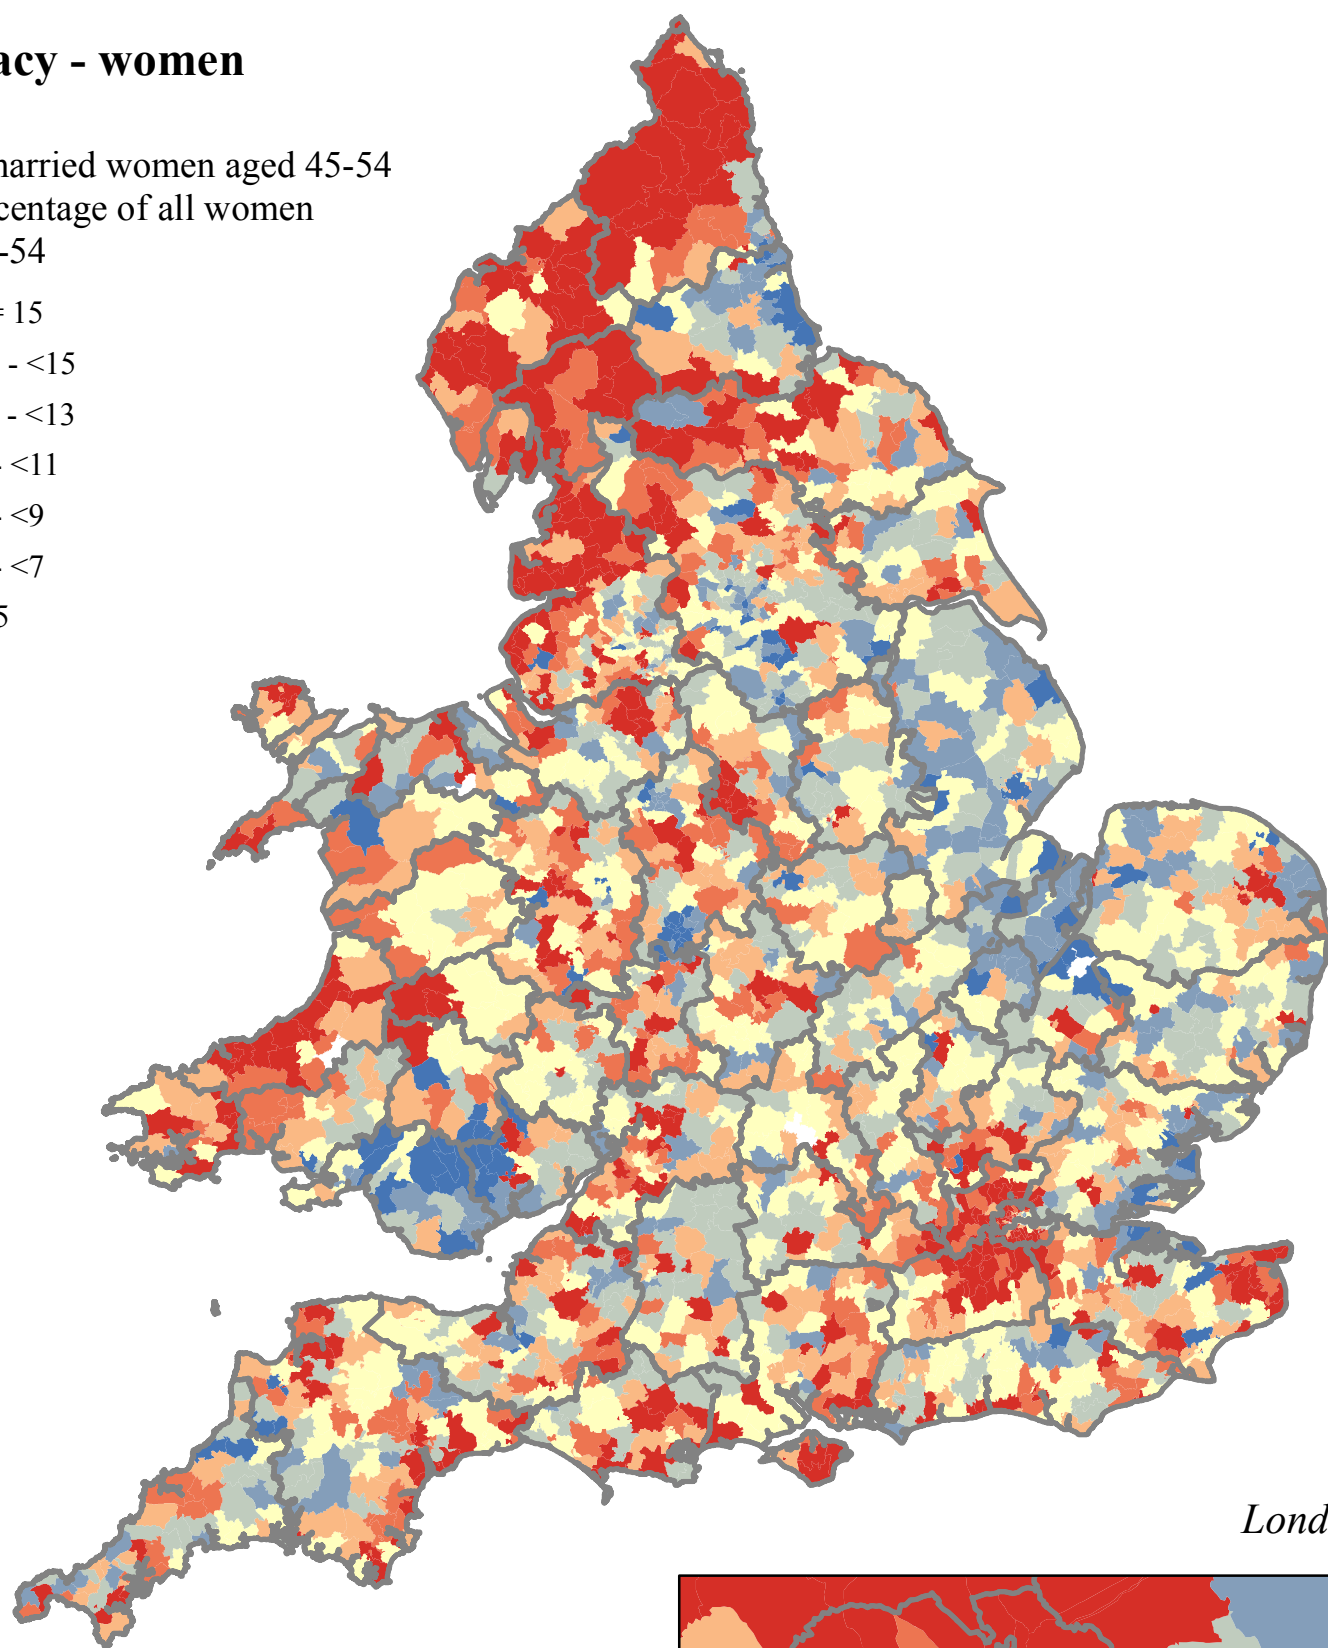 acy - women
married women aged 45-54
centage of all women
-54
= 15
- <15
- <13
- <11
- <9
- <7
5
Lond